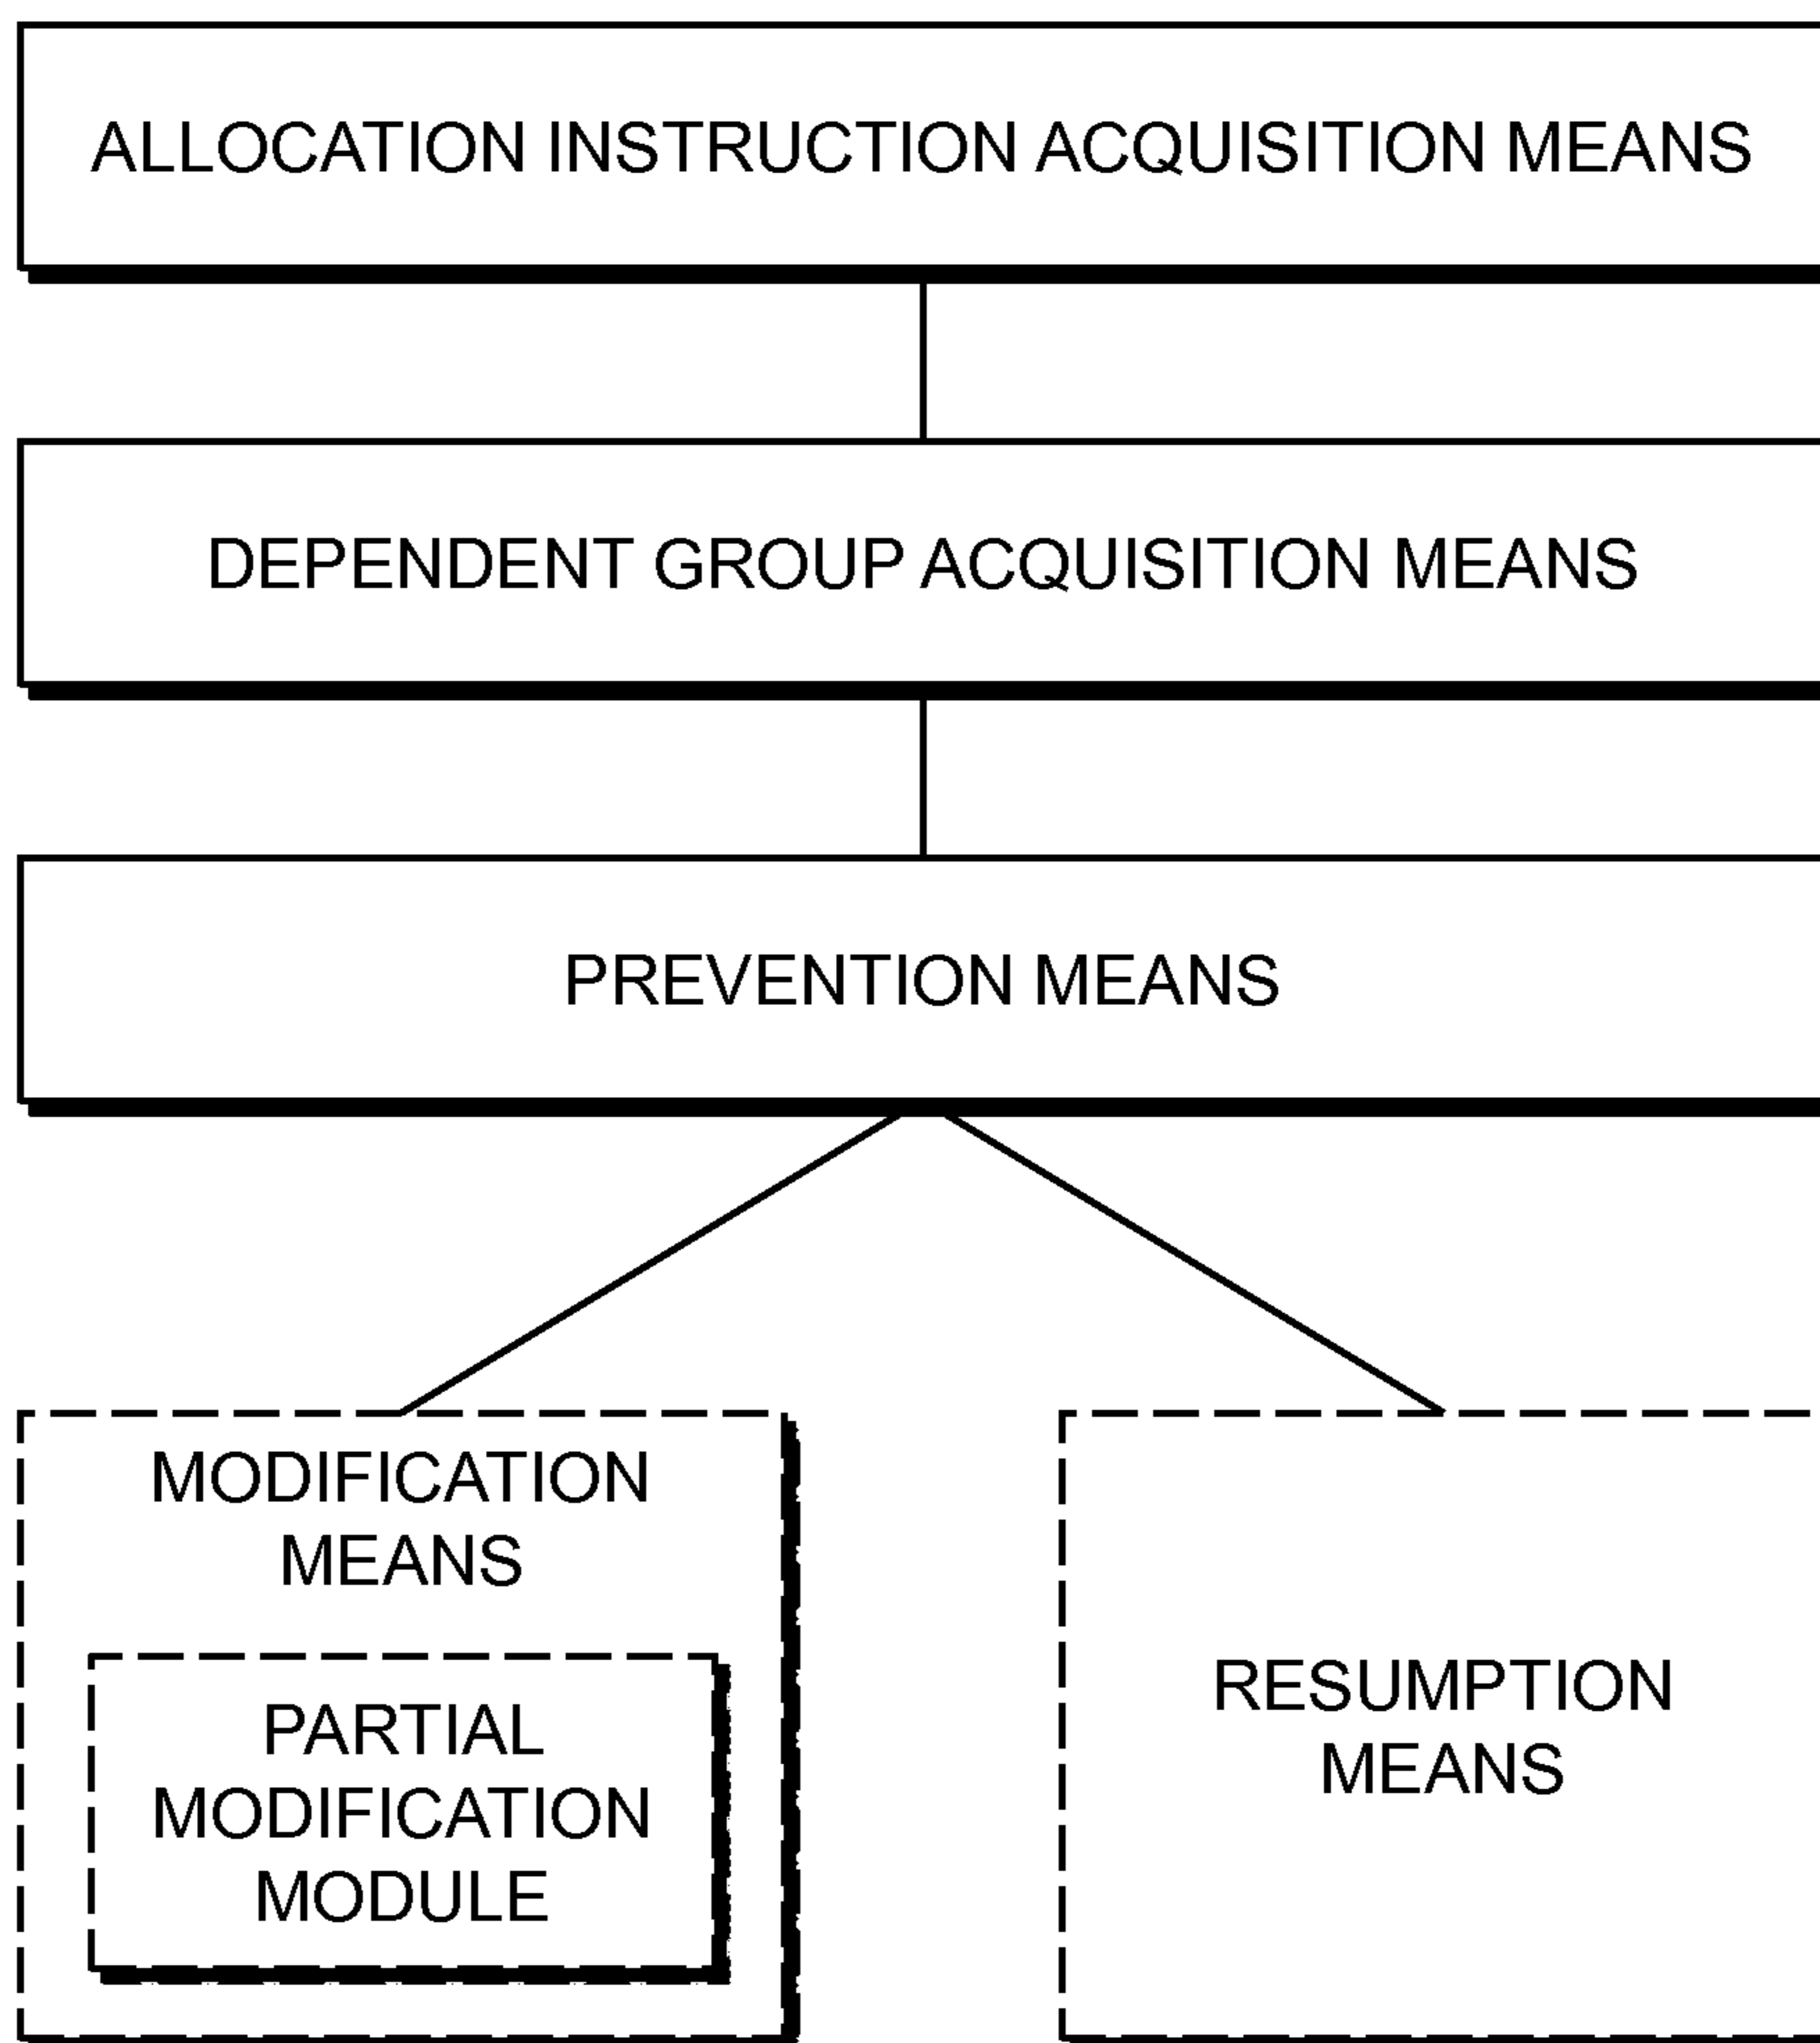 ALLOCATION INSTRUCTION ACQUISITION MEANS
DEPENDENT GROUP ACQUISITION MEANS
PREVENTION MEANS
MODIFICATION
MEANS
PARTIAL
MODIFICATION
MODULE
RESUMPTION
MEANS